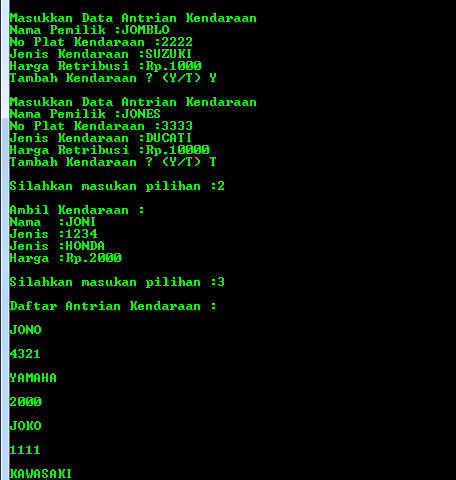 Masukkan Data Antrian Kendaraan
Nama Pemilik :JOMBLO
No Plat Kendaraan :2222
Jenis Kendaraan :SUZUKI
Harga Retribusi :Rp.1000
Tambah Kendaraan ? (Y/T) Y
Masukkan Data Antrian Kendaraan
Nama Pemilik :JONES
No Plat Kendaraan :3333
Jenis Kendaraan :DUCATI
Harga Retribusi :Rp.10000
Tambah Kendaraan ? (Y/T) T
Silahkan masukan pilihan :2
Ambil Kendaraan :
Nama  :JONI
Jenis :1234
Jenis :HONDA
Harga :Rp.2000
Silahkan masukan pilihan :3
Daftar Antrian Kendaraan :
JONO
4321
YAMAHA
2000
JOKO
1111
KAWASAKI